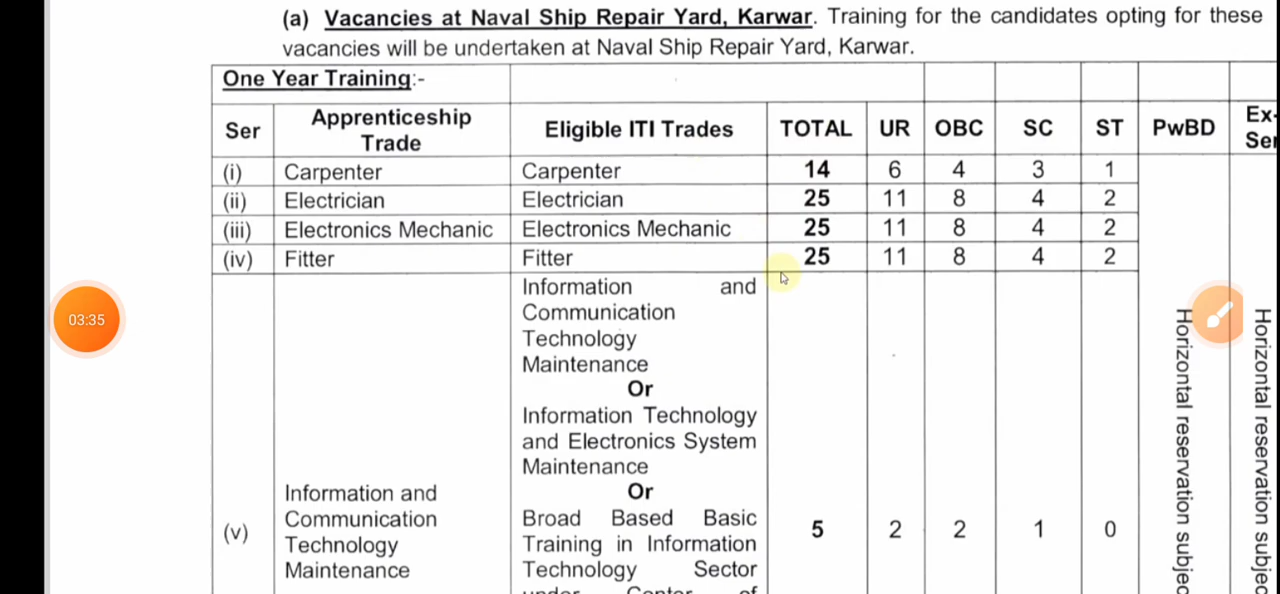 (a) Vacancies at Naval Ship Repair Yard, Karwar. Training for the candidates opting for these
vacancies will be undertaken at Naval Ship Repair Yard, Karwar.
One Year Training:-
Ser Apprenticeship Trade Eligible ITI Trades TOTAL UR OBC SC ST PwBD Ex-
(i) Carpenter Carpenter 14 6 4 3 1
(ii) Electrician Electrician 25 11 8 4 2
(iii) Electronics Mechanic Electronics Mechanic 25 11 8 4 2
(iv) Fitter Fitter 25 11 8 4 2
(v)
Information and
Communication
Technology
Maintenance
Information and
Communication
Technology
Maintenance
Or
Information Technology
and Electronics System
Maintenance
Or
Broad Based Basic
Training in Information
Technology Sector
5 2 2 1 0
Horizontal reservation
Horizontal reservation
03:35